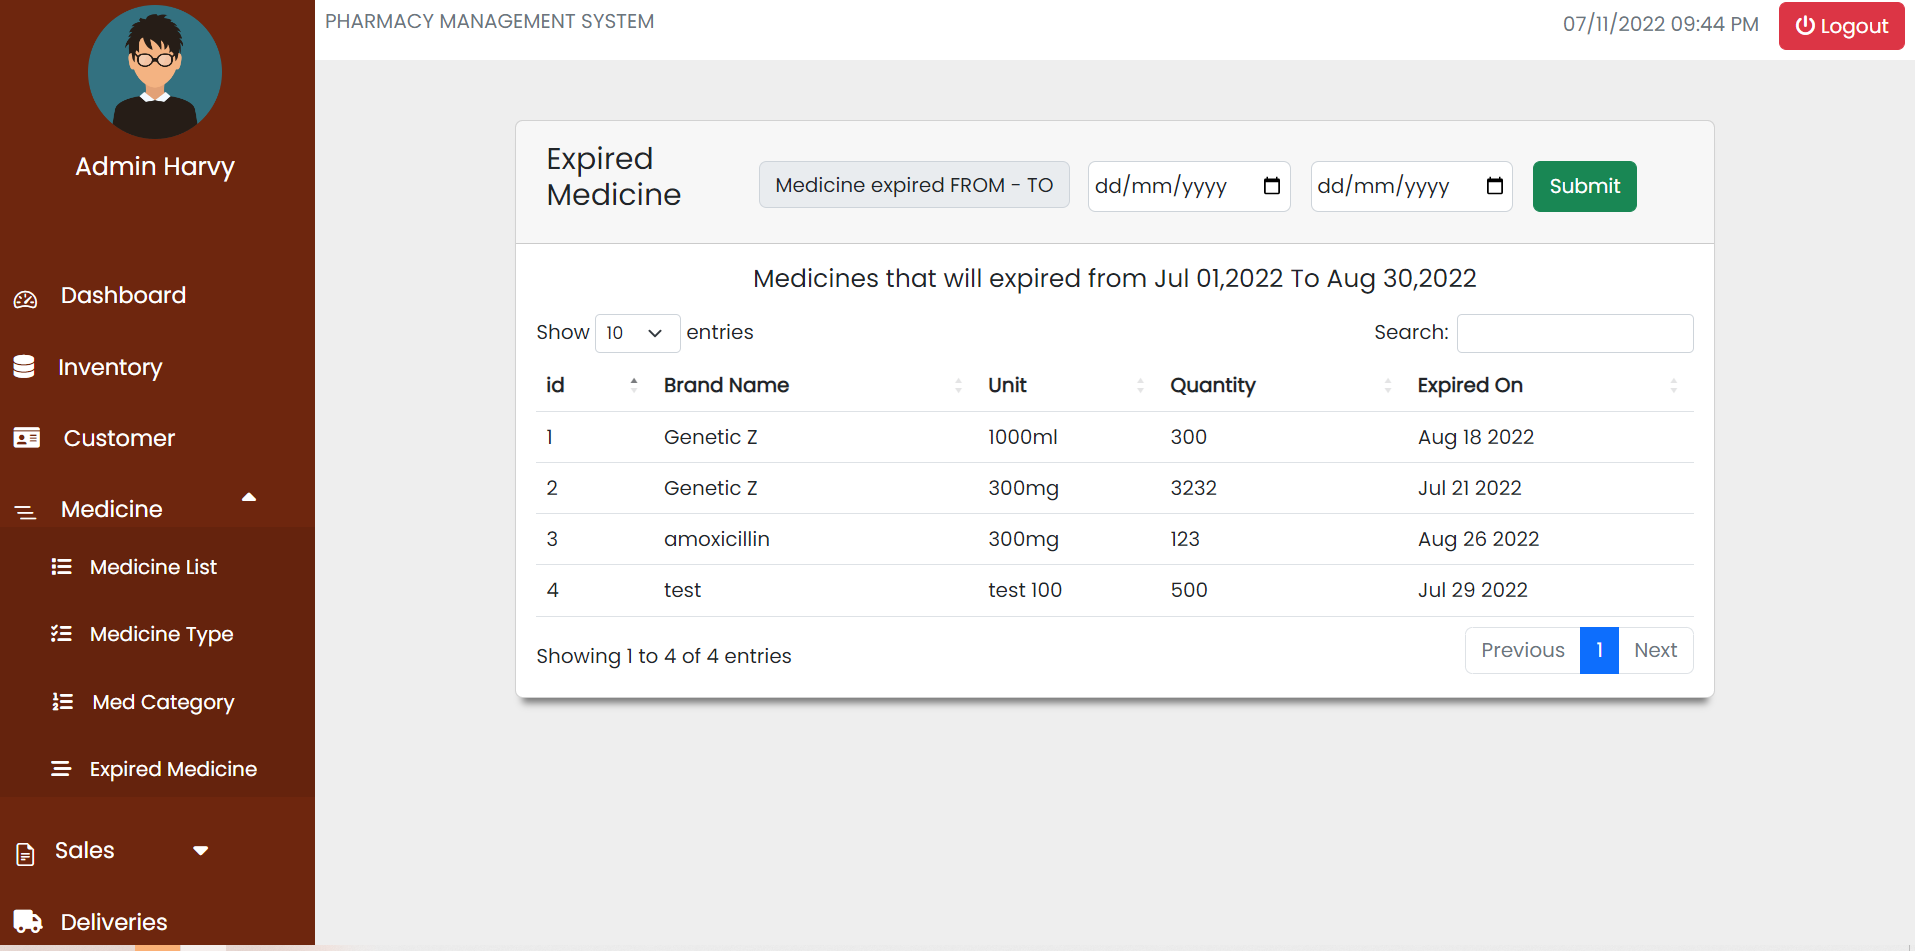 PHARMACY MANAGEMENT SYSTEM
07/11/2022 09:44 PM
Logout
Admin Harvy
Dashboard
Inventory
Customer
Medicine
Medicine List
Medicine Type
Med Category
Expired Medicine
Sales
Deliveries
Expired
Medicine
Medicine expired FROM - TO
dd/mm/yyyy
dd/mm/yyyy
Submit
Medicines that will expired from Jul 01,2022 To Aug 30,2022
Show 10 entries
Search:
id Brand Name Unit Quantity Expired On
1 Genetic Z 1000ml 300 Aug 18 2022
2 Genetic Z 300mg 3232 Jul 21 2022
3 amoxicillin 300mg 123 Aug 26 2022
4 test test 100 500 Jul 29 2022
Showing 1 to 4 of 4 entries
Previous 1 Next